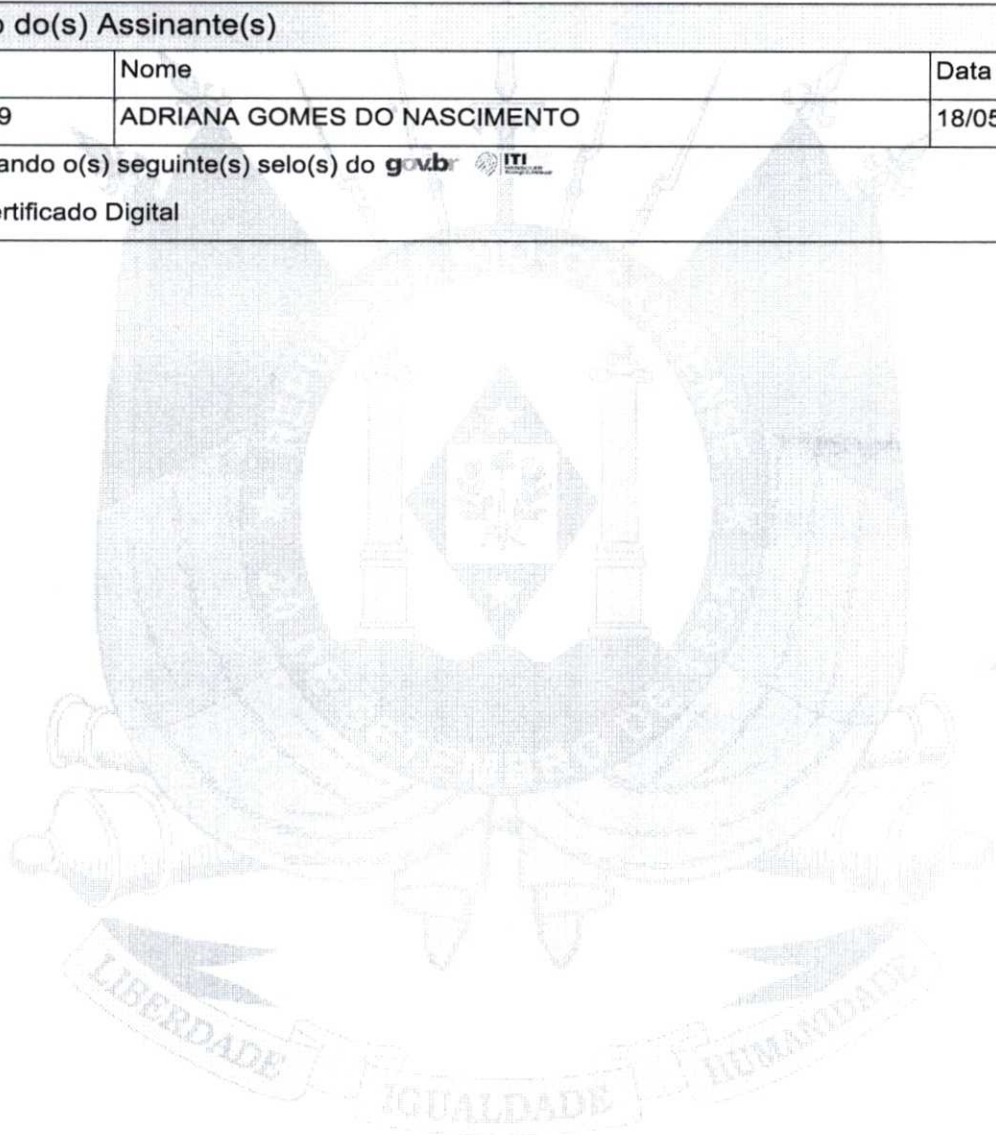 o do(s) Assinante(s)
Nome Data
9 ADRIANA GOMES DO NASCIMENTO 18/05
ando o(s) seguinte(s) selo(s) do gov.br ITI
ertificado Digital
LIBERDADE
IGUALDADE
HUMANIDADE